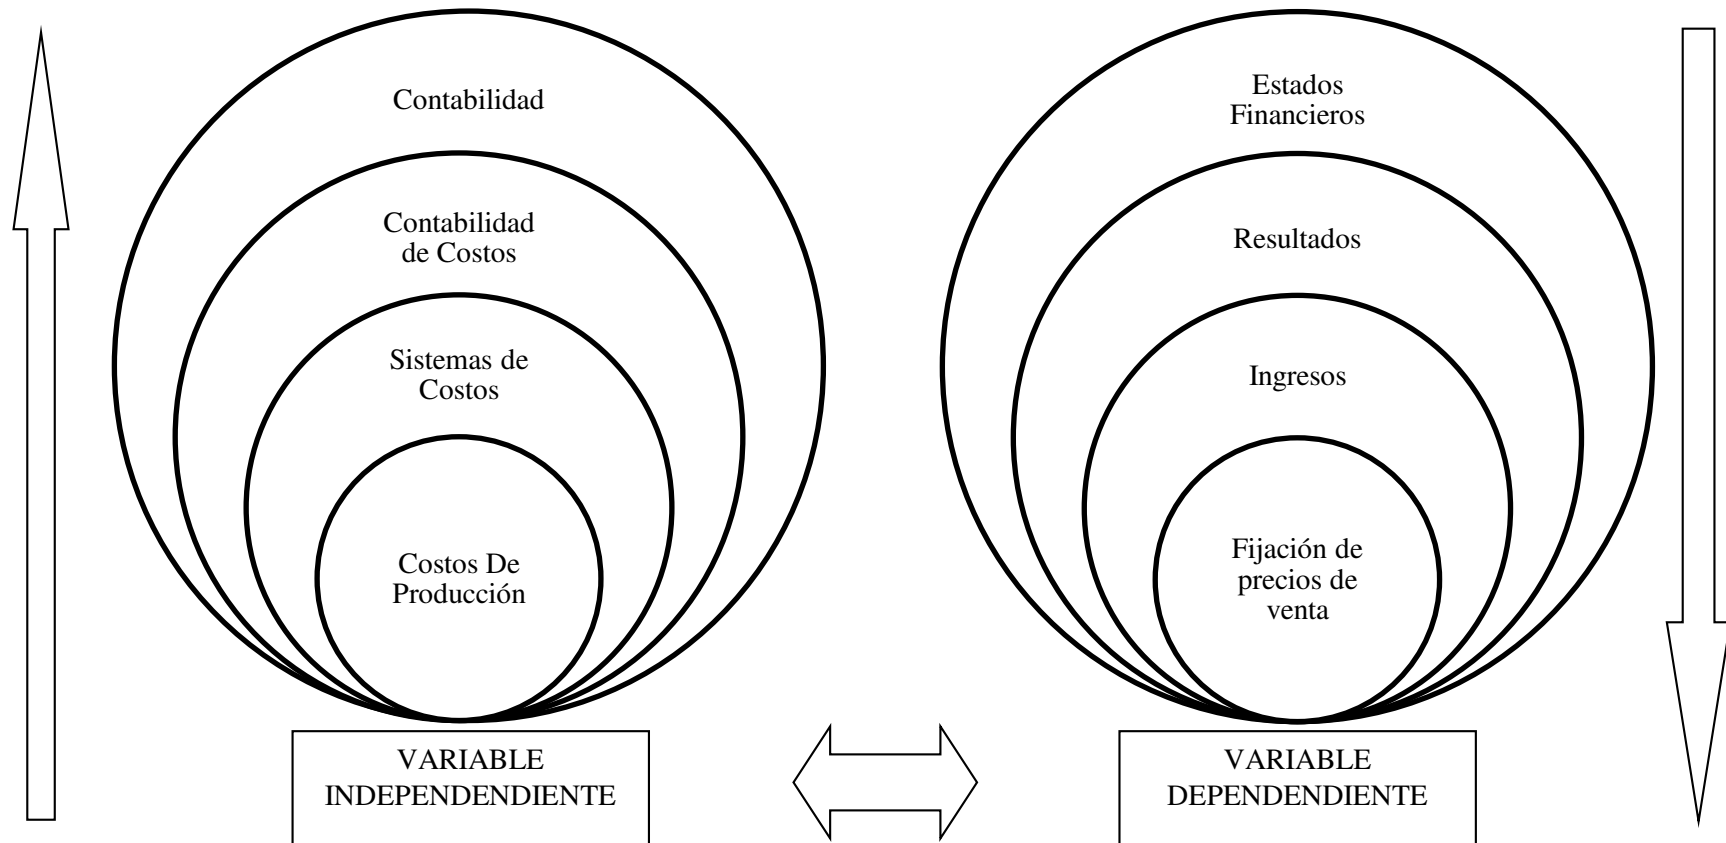 Contabilidad
Contabilidad
de Costos
Sistemas de
Costos
Costos De
Producción
VARIABLE
INDEPENDENDIENTE
Estados
Financieros
Resultados
Ingresos
Fijación de
precios de
venta
VARIABLE
DEPENDENDIENTE